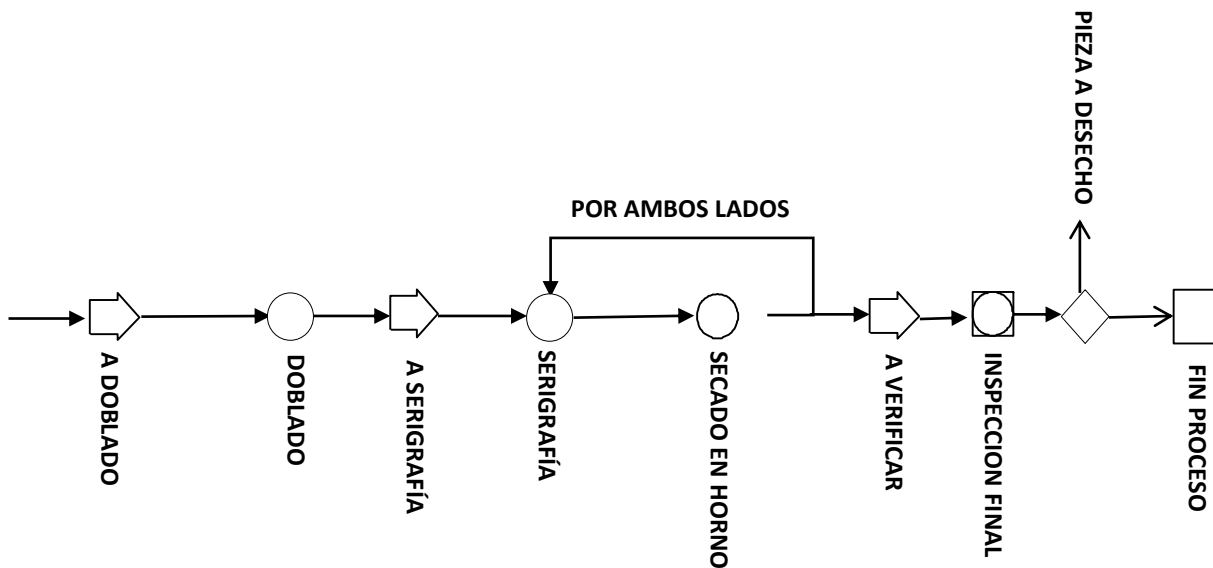 PIEZA A DESECHO
POR AMBOS LADOS
A DOBLADO
DOBLADO
A SERIGRAFÍA
SERIGRAFÍA
SECADO EN HORNO
A VERIFICAR
INSPECCION FINAL
FIN PROCESO